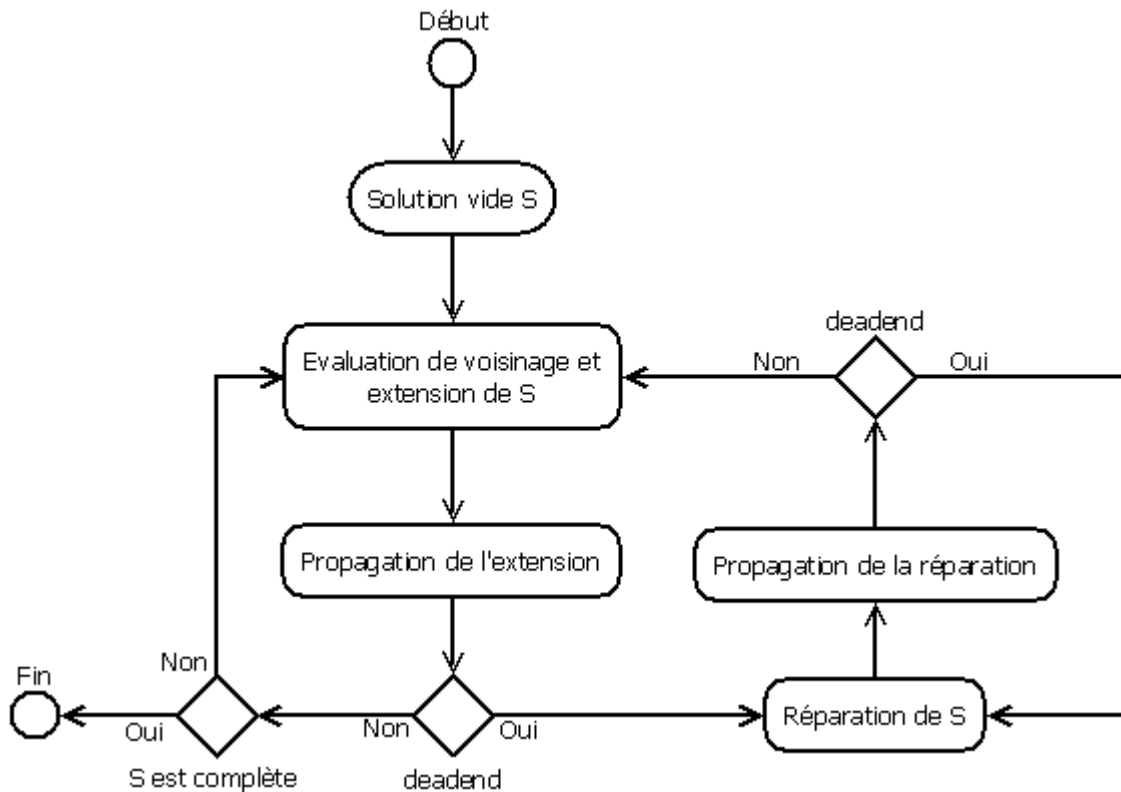 Début
Solution vide S
deadend
Evaluation de voisinage et
extension de S
Non
Oui
Propagation de l'extension
Propagation de la réparation
Fin
Non
Oui
Non
Oui
Réparation de S
S est complète
deadend